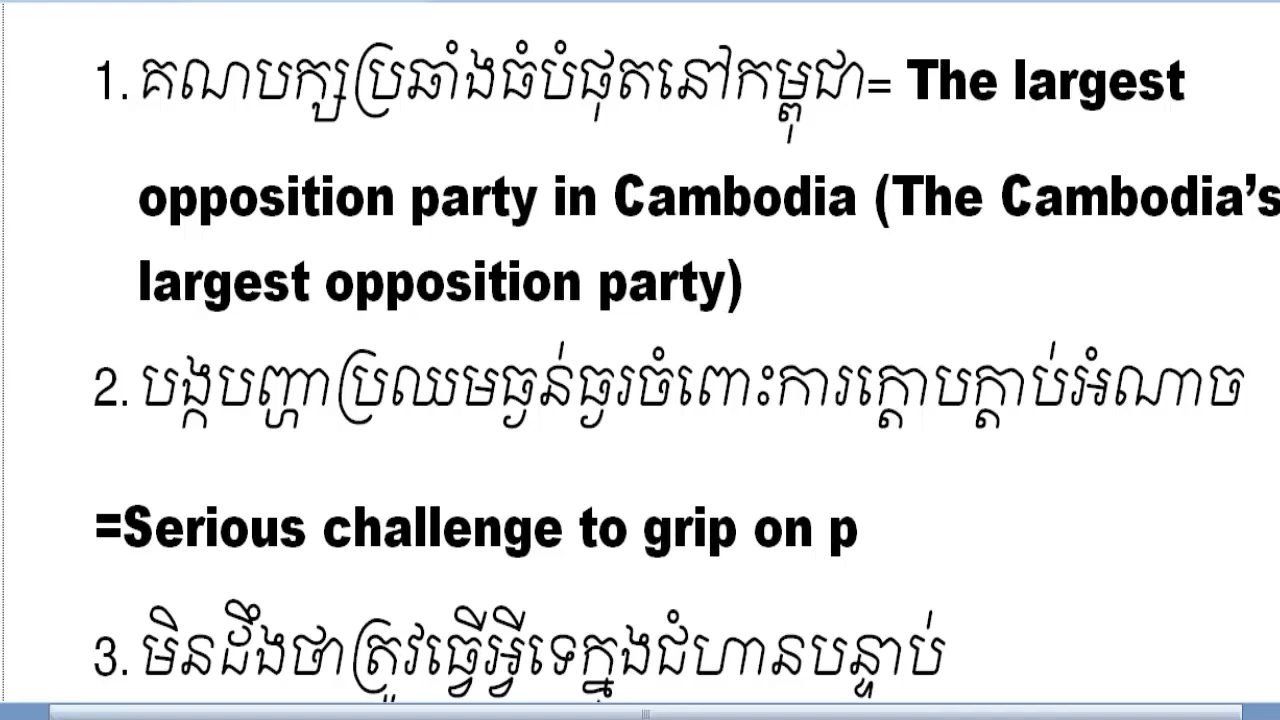 1. គណបក្សប្រឆាំងធំបំផុតនៅកម្ពុជា= The largest
opposition party in Cambodia (The Cambodia’s
largest opposition party)
2. បង្កបញ្ហាប្រឈមធ្ងន់ធ្ងរចំពោះការក្តោបក្តាប់អំណាច
=Serious challenge to grip on p
3. មិនដឹងថាត្រូវធ្វើអ្វីទេក្នុងជំហានបន្ទាប់